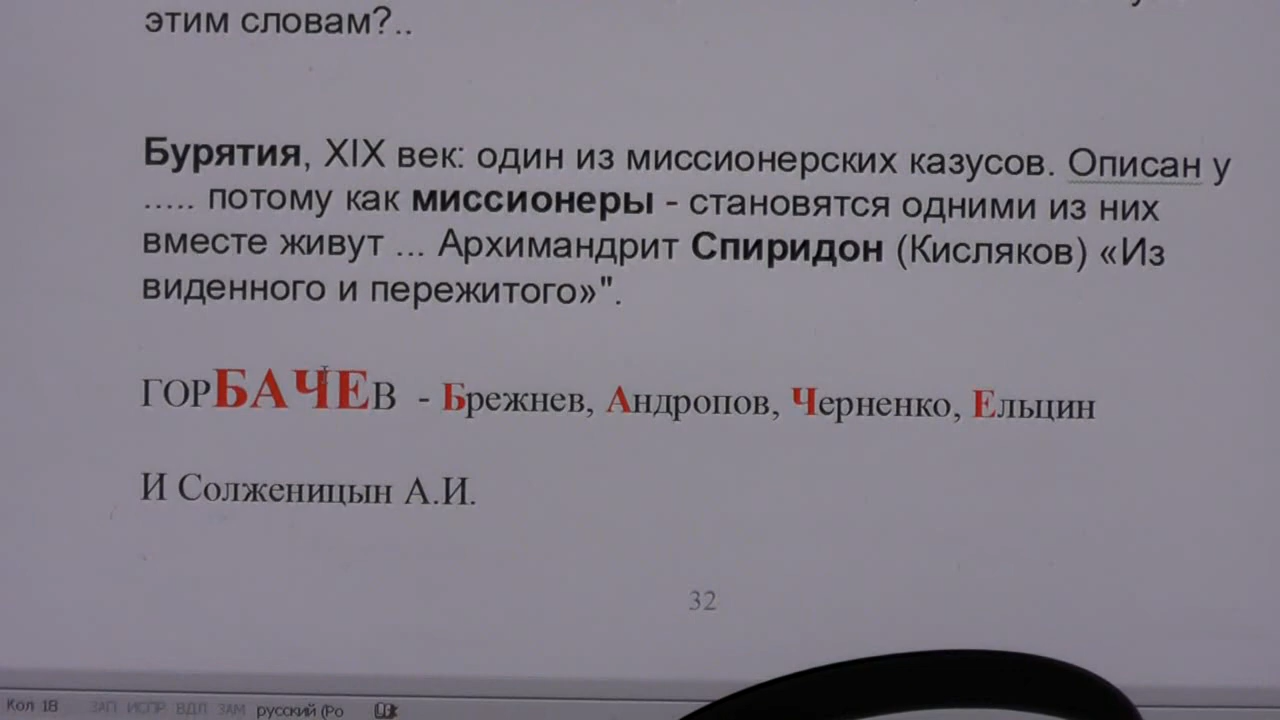 этим словам?..
Бурятия, XIX век: один из миссионерских казусов. Описан у
..... потому как миссионеры - становятся одними из них
вместе живут ... Архимандрит Спиридон (Кисляков) «Из
виденного и пережитого»".
ГОРБАЧЕВ - Брежнев, Андропов, Черненко, Ельцин
И Солженицын А.И.
32
Кол 18 ЗАП ИСПР ВДЛ ЗАМ русский (Ро